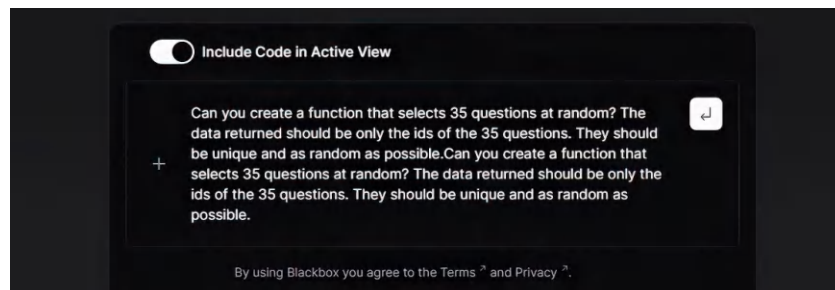 Include Code in Active View
Can you create a function that selects 35 questions at random? The
data returned should be only the ids of the 35 questions. They should
be unique and as random as possible.Can you create a function that
selects 35 questions at random? The data returned should be only the
ids of the 35 questions. They should be unique and as random as
possible.
By using Blackbox you agree to the Terms ↗ and Privacy ↗.